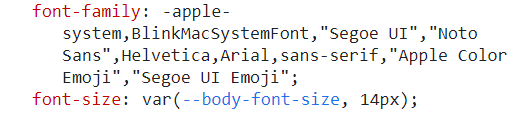 font-family: -apple-
system,BlinkMacSystemFont,"Segoe UI","Noto
Sans",Helvetica,Arial,sans-serif,"Apple Color
Emoji","Segoe UI Emoji";
font-size: var(--body-font-size, 14px);